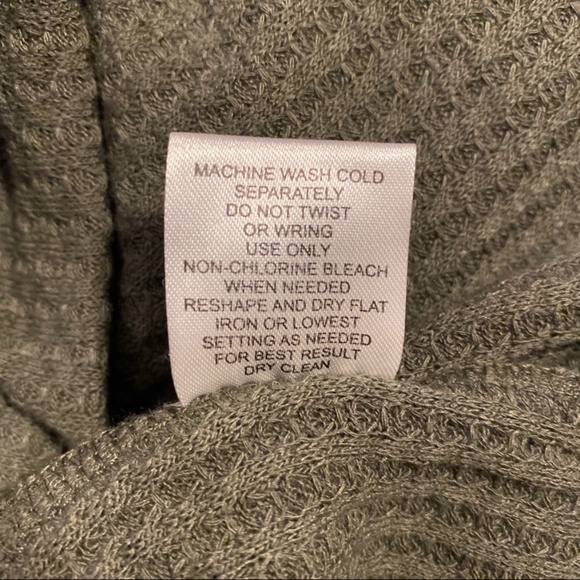 MACHINE WASH COLD
SEPARATELY
DO NOT TWIST
OR WRING
USE ONLY
NON-CHLORINE BLEACH
WHEN NEEDED
RESHAPE AND DRY FLAT
IRON OR LOWEST
SETTING AS NEEDED
FOR BEST RESULT
DRY CLEAN